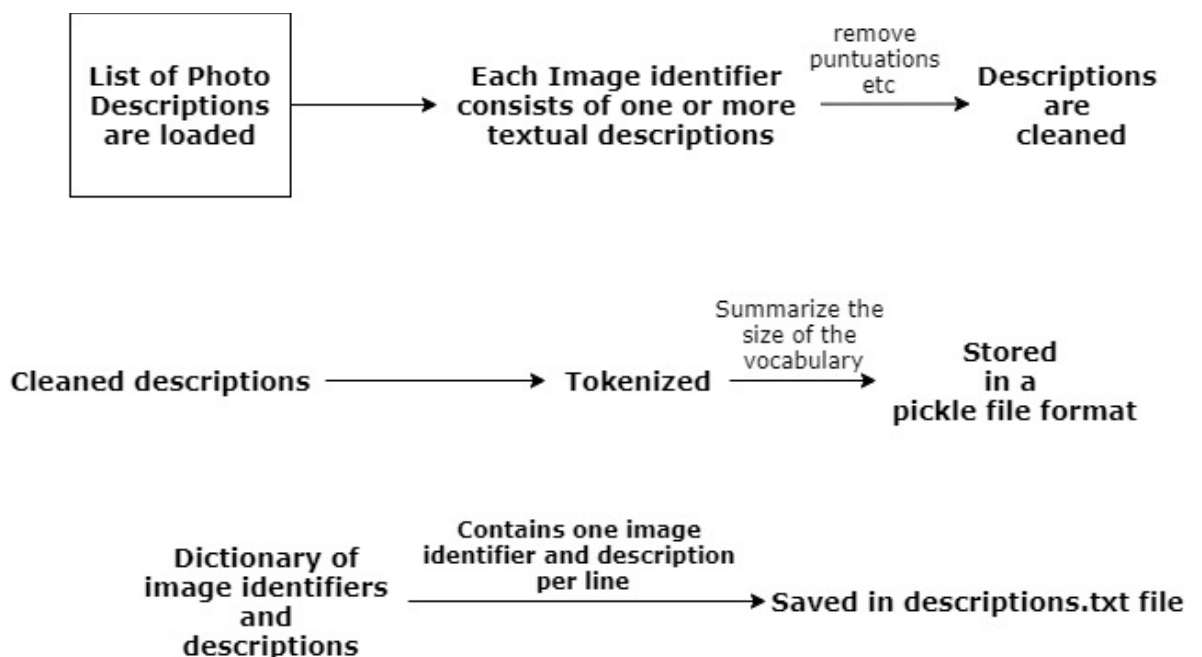 List of Photo
Descriptions
are loaded
Each Image identifier
consists of one or more
textual descriptions
remove
puntuations
etc
Descriptions
are
cleaned
Cleaned descriptions
Tokenized
Summarize the
size of the
vocabulary
Stored
in a
pickle file format
Dictionary of
image identifiers
and
descriptions
Contains one image
identifier and description
per line
Saved in descriptions.txt file